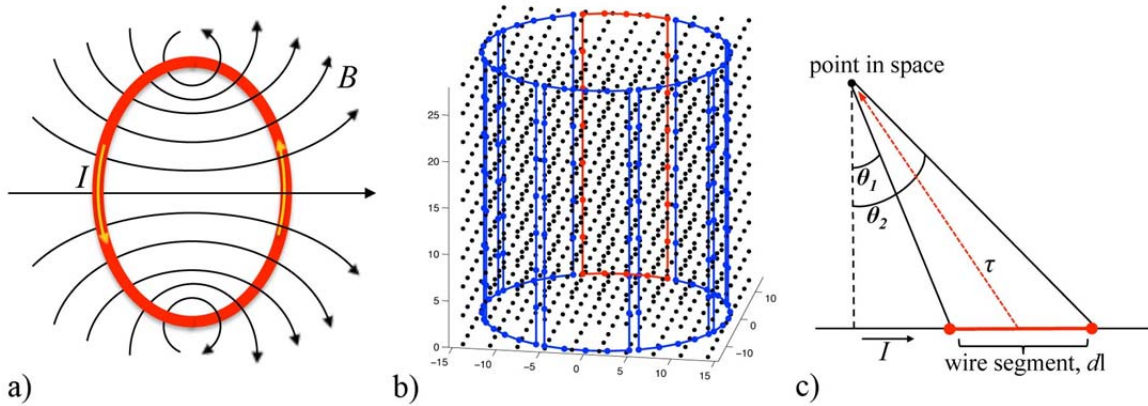 I
B
a)
25
20
15
10
5
0
-15
-10
-5
0
5
10
15
-10
0
10
b)
point in space
θ1
θ2
τ
I
wire segment, dl
c)